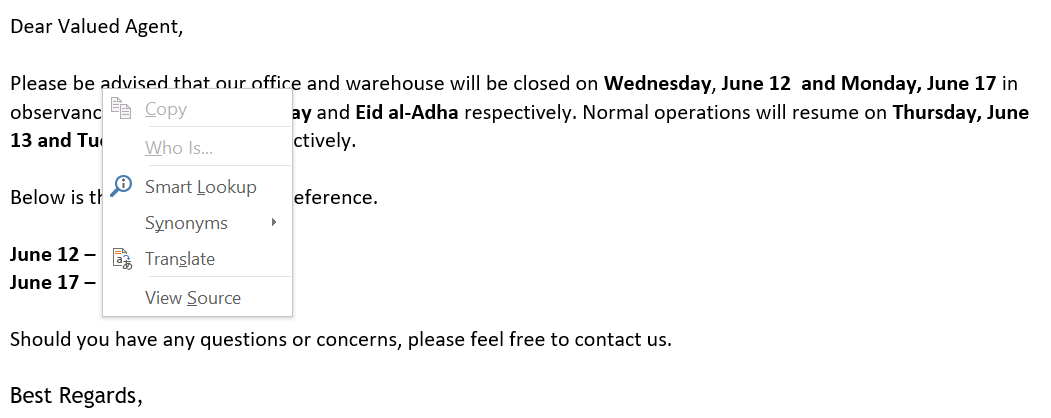 Dear Valued Agent,
Please be advised that our office and warehouse will be closed on Wednesday, June 12 and Monday, June 17 in
observanc ay and Eid al-Adha respectively. Normal operations will resume on Thursday, June
13 and Tu ctively.
Below is th eference.
June 12 –
June 17 –
Should you have any questions or concerns, please feel free to contact us.
Best Regards,
Copy
Who Is...
Smart Lookup
Synonyms
Translate
View Source